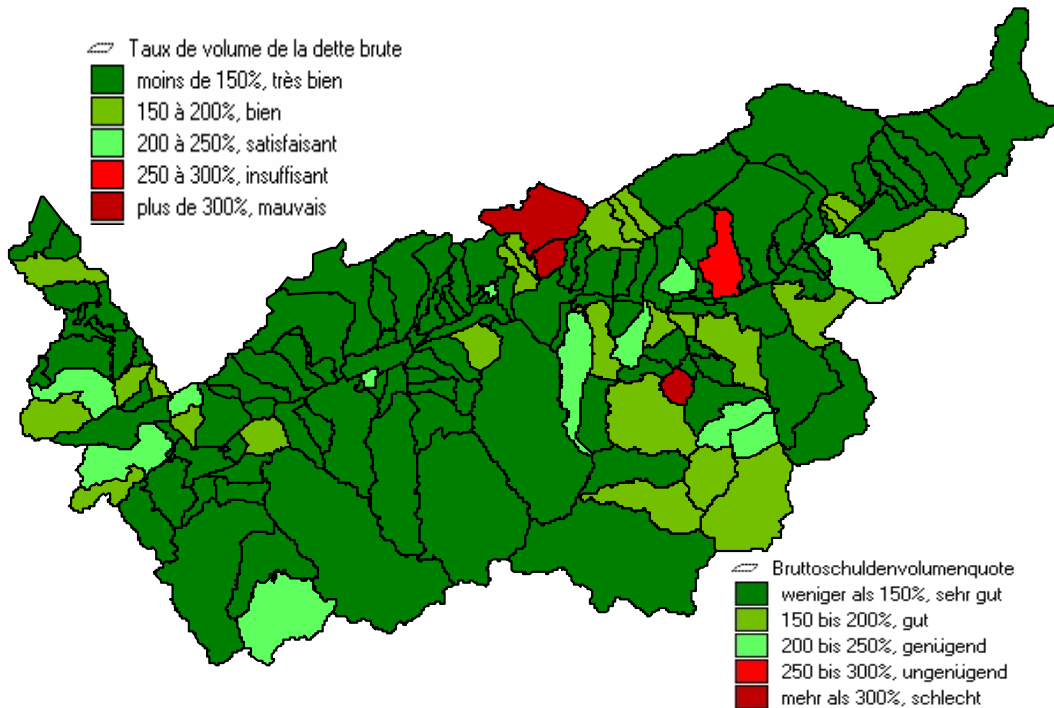 Taux de volume de la dette brute
moins de 150%, très bien
150 à 200%, bien
200 à 250%, satisfaisant
250 à 300%, insuffisant
plus de 300%, mauvais
Bruttoschuldenvolumenquote
weniger als 150%, sehr gut
150 bis 200%, gut
200 bis 250%, genügend
250 bis 300%, ungenügend
mehr als 300%, schlecht